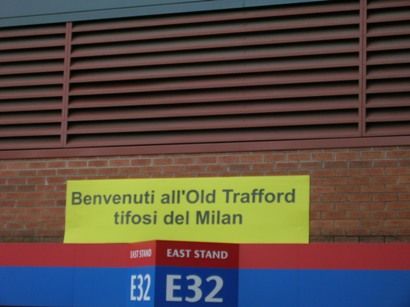 Benvenuti all'Old Trafford
tifosi del Milan
EAST STAND EAST STAND
E32 E32